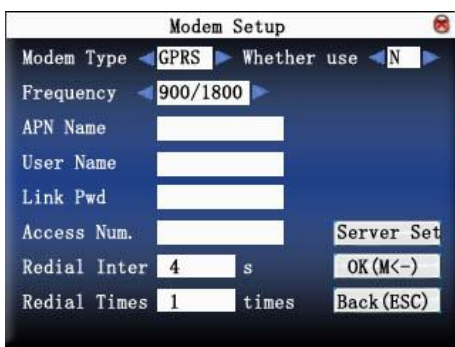 Modem Setup
Modem Type GPRS Whether use N
Frequency 900/1800
APN Name
User Name
Link Pwd
Access Num. Server Set
Redial Inter 4 s OK(M<-)
Redial Times 1 times Back(ESC)